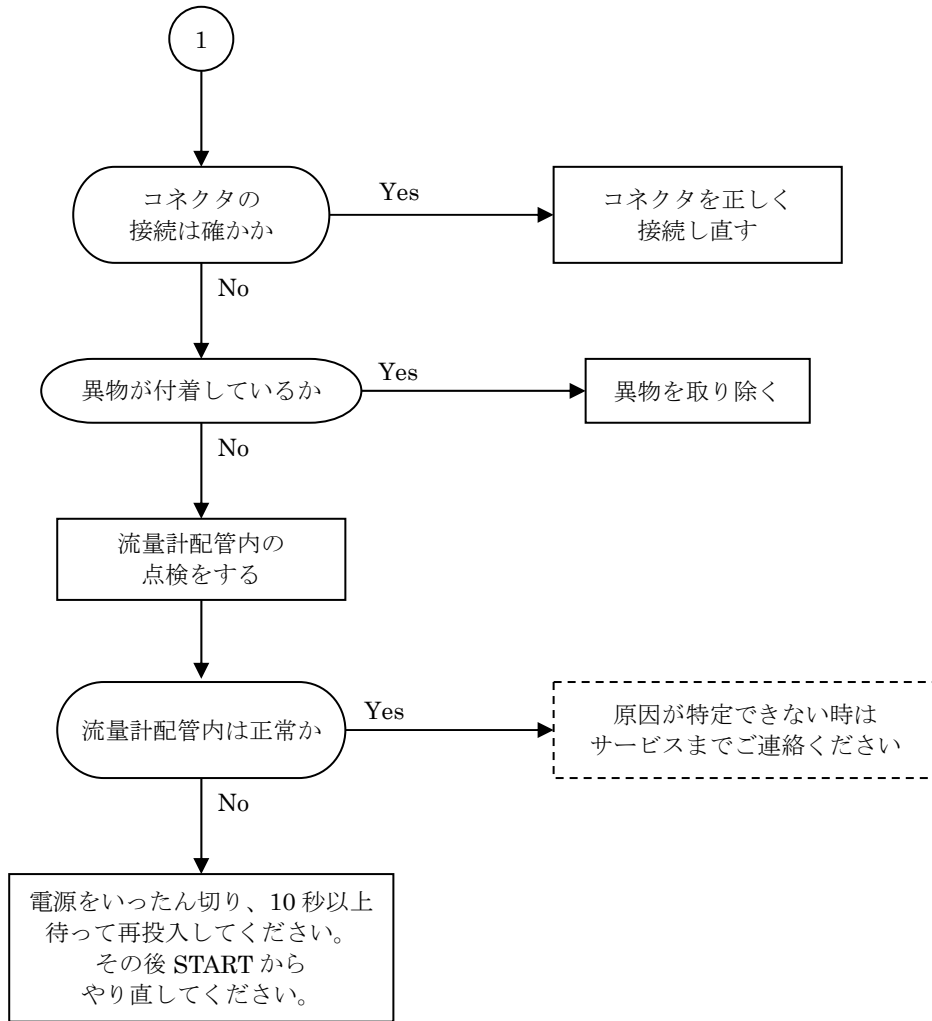 1
コネクタの
接続は確かか
Yes
コネクタを正しく
接続し直す
No
異物が付着しているか
Yes
異物を取り除く
No
流量計配管内の
点検をする
流量計配管内は正常か
Yes
原因が特定できない時は
サービスまでご連絡ください
No
電源をいったん切り、10 秒以上
待って再投入してください。
その後 START から
やり直してください。